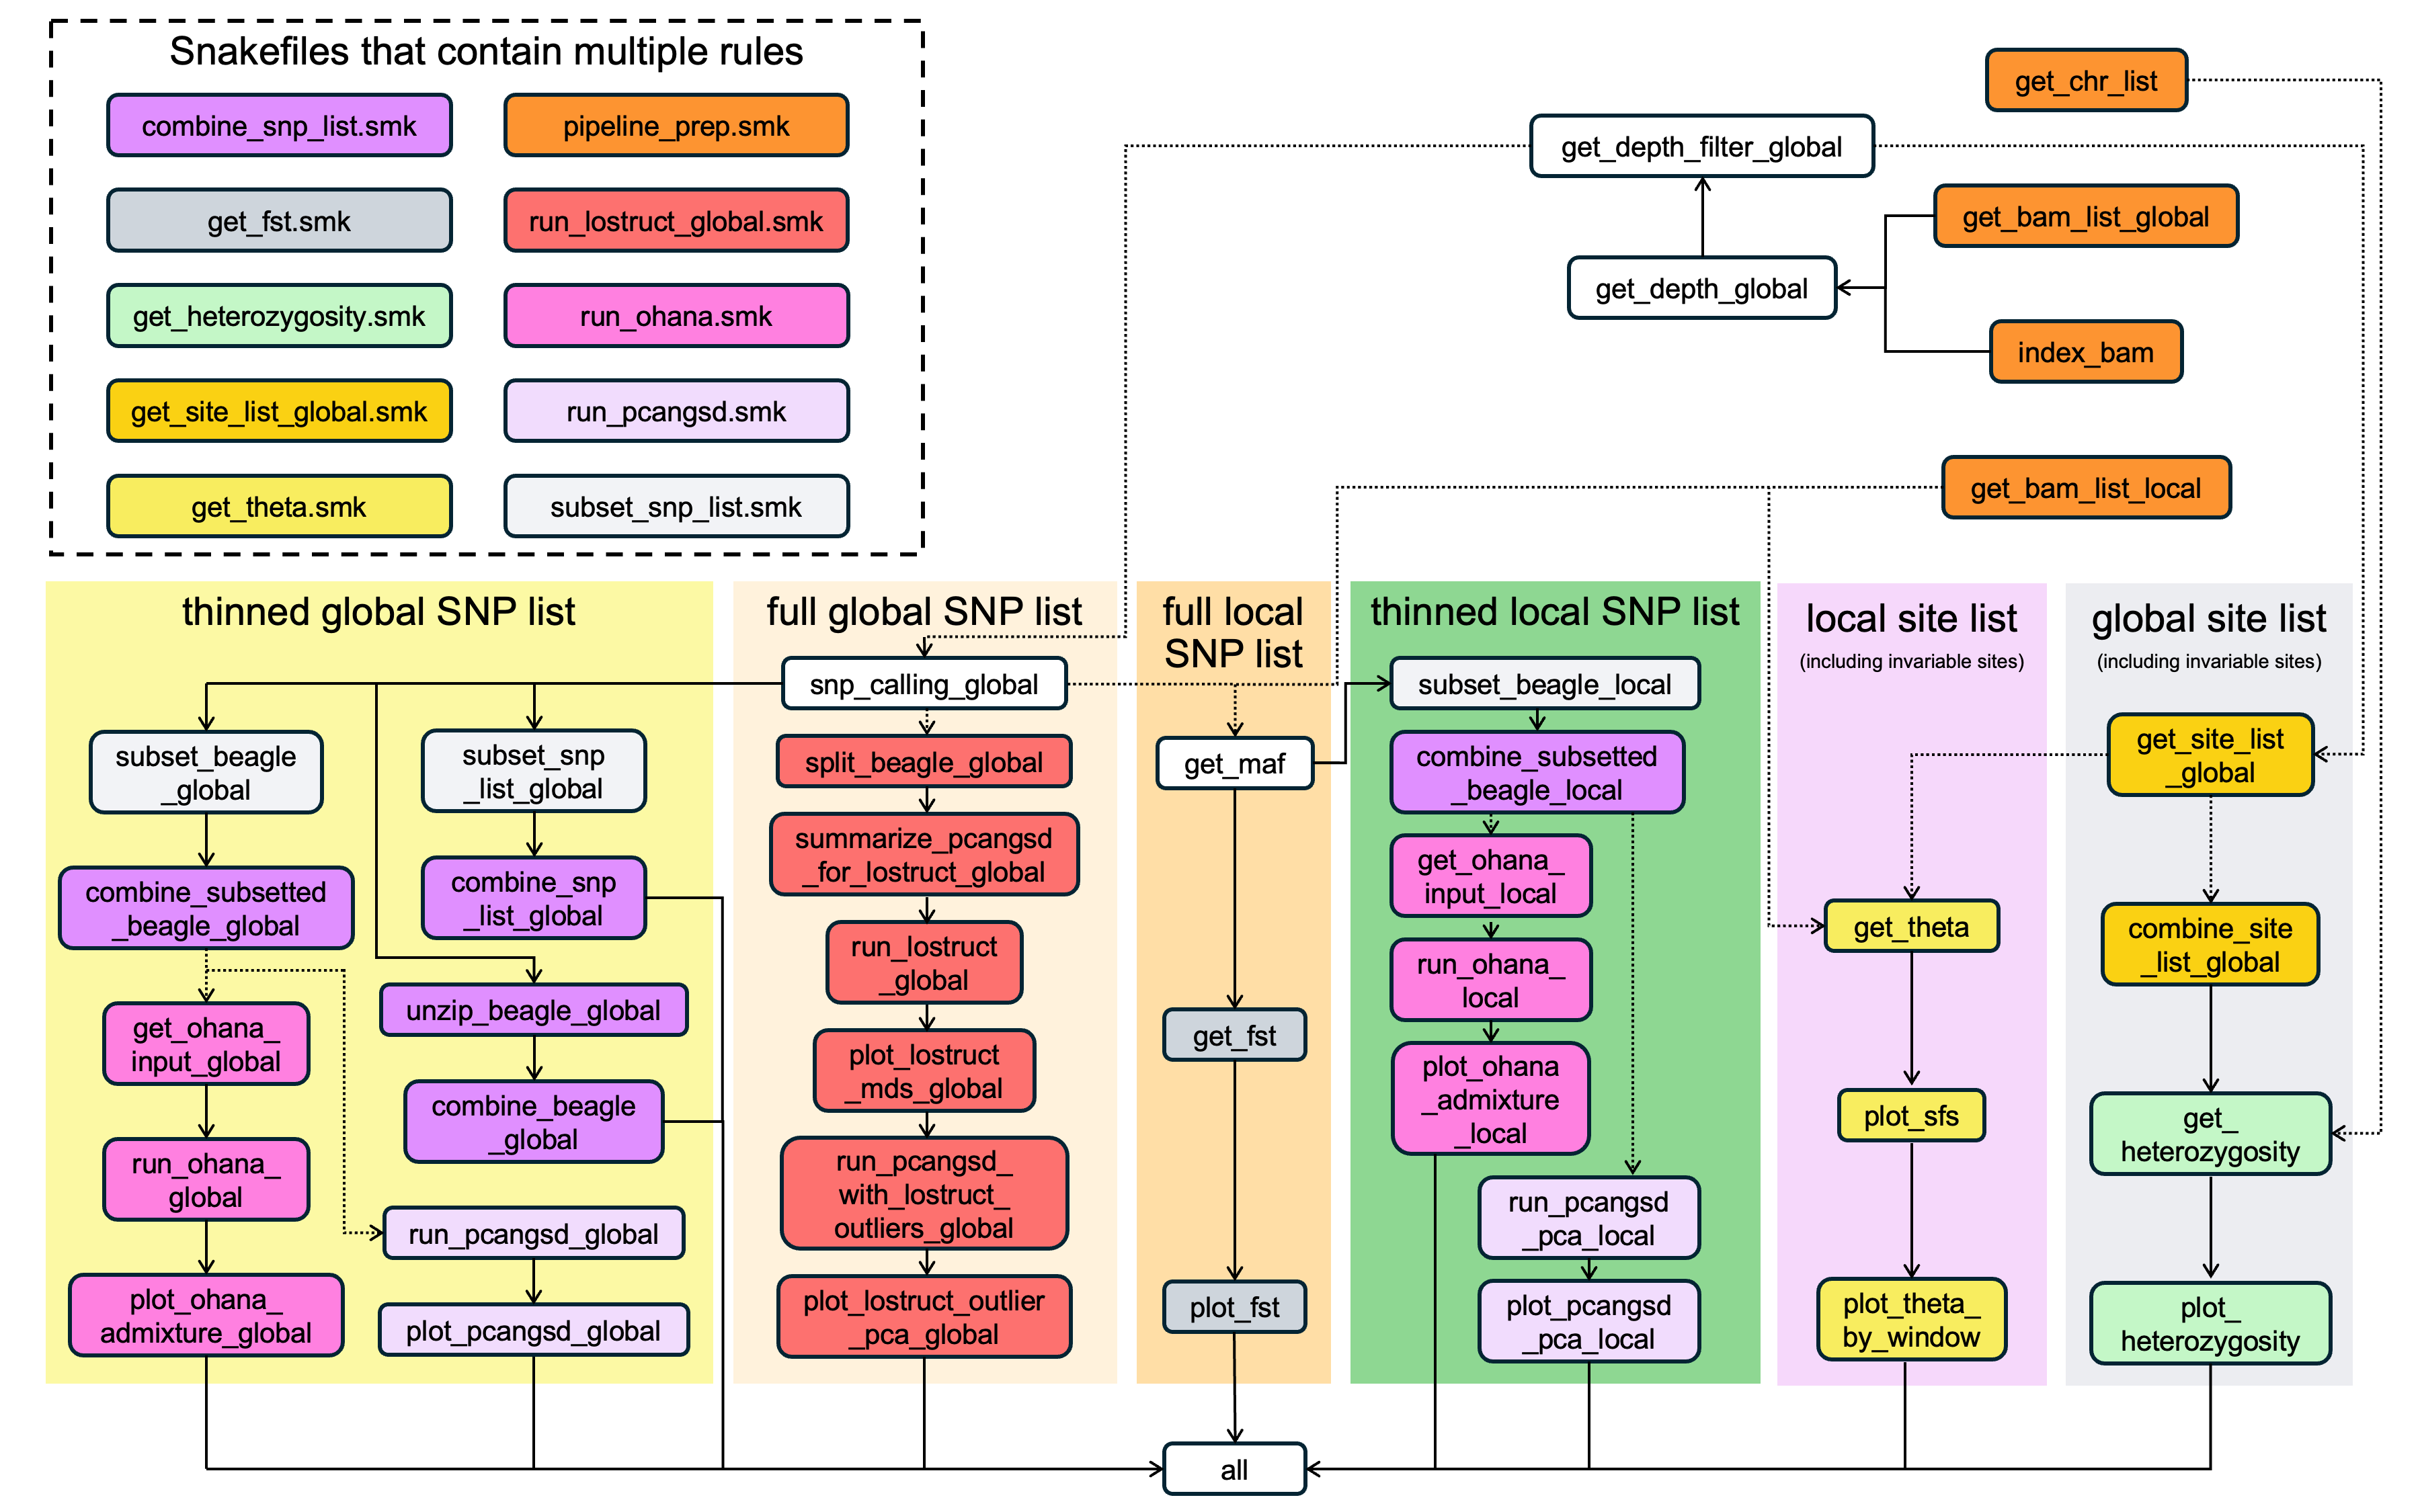 Snakefiles that contain multiple rules
combine_snp_list.smk
pipeline_prep.smk
get_fst.smk
run_lostruct_global.smk
get_heterozygosity.smk
run_ohana.smk
get_site_list_global.smk
run_pcangsd.smk
get_theta.smk
subset_snp_list.smk
get_chr_list
get_depth_filter_global
get_bam_list_global
get_depth_global
index_bam
get_bam_list_local
thinned global SNP list
subset_beagle
_global
combine_subsetted
_beagle_global
get_ohana_
input_global
run_ohana_
global
plot_ohana_
admixture_global
subset_snp
_list_global
combine_snp
_list_global
unzip_beagle_global
combine_beagle
_global
run_pcangsd_global
plot_pcangsd_global
full global SNP list
snp_calling_global
split_beagle_global
summarize_pcangsd
_for_lostruct_global
run_lostruct
_global
plot_lostruct
_mds_global
run_pcangsd_
with_lostruct_
outliers_global
plot_lostruct_outlier
_pca_global
full local
SNP list
get_maf
get_fst
plot_fst
thinned local SNP list
subset_beagle_local
combine_subsetted
_beagle_local
get_ohana_
input_local
run_ohana_
local
plot_ohana
_admixture
_local
run_pcangsd
_pca_local
plot_pcangsd
_pca_local
local site list
(including invariable sites)
get_theta
plot_sfs
plot_theta_
by_window
global site list
(including invariable sites)
get_site_list
_global
combine_site
_list_global
get_
heterozygosity
plot_
heterozygosity
all